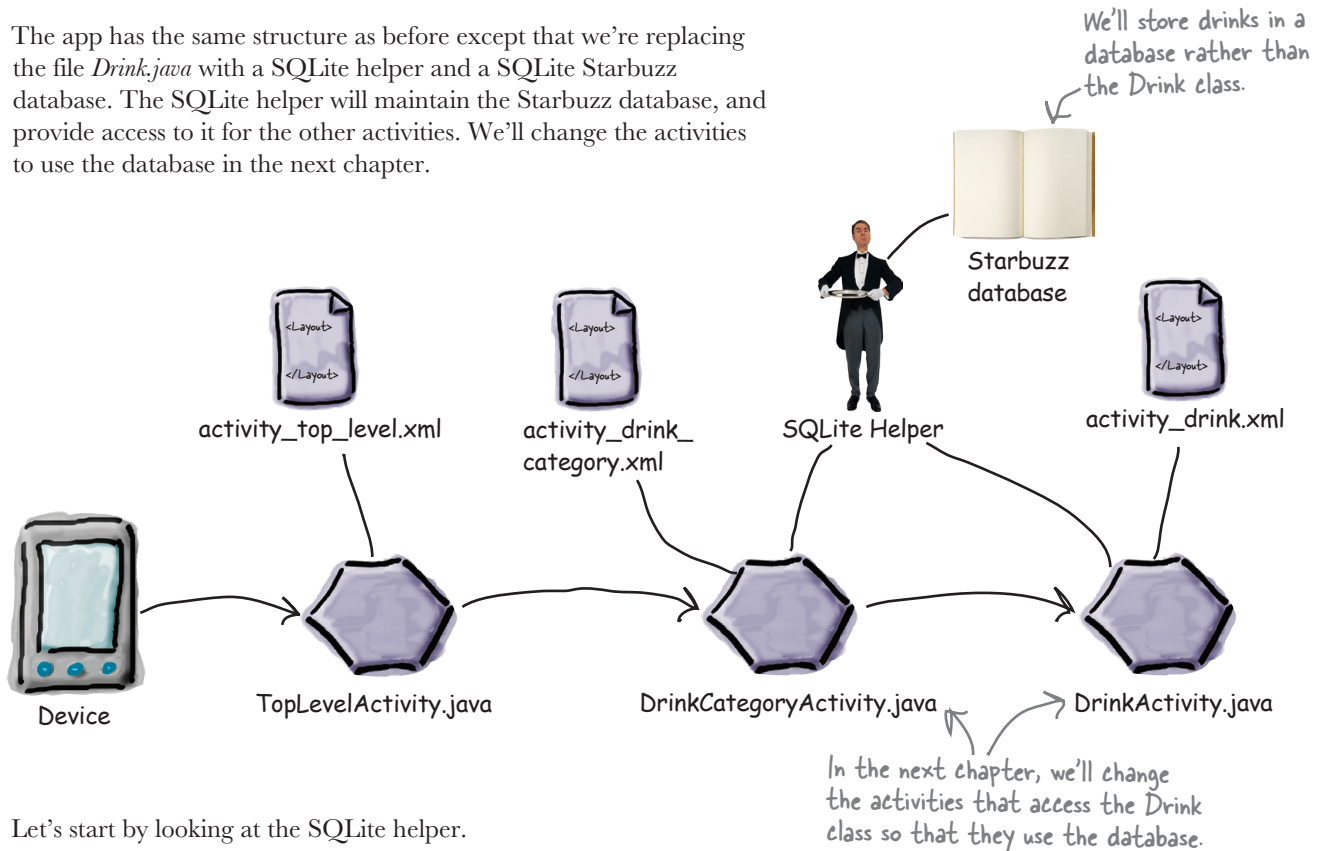 The app has the same structure as before except that we’re replacing
the file Drink.java with a SQLite helper and a SQLite Starbuzz
database. The SQLite helper will maintain the Starbuzz database, and
provide access to it for the other activities. We’ll change the activities
to use the database in the next chapter.
We’ll store drinks in a
database rather than
the Drink class.
Starbuzz
database
<Layout>
</Layout>
activity_top_level.xml
<Layout>
</Layout>
activity_drink_
category.xml
SQLite Helper
<Layout>
</Layout>
activity_drink.xml
Device
TopLevelActivity.java
DrinkCategoryActivity.java
DrinkActivity.java
In the next chapter, we’ll change
the activities that access the Drink
class so that they use the database.
Let’s start by looking at the SQLite helper.